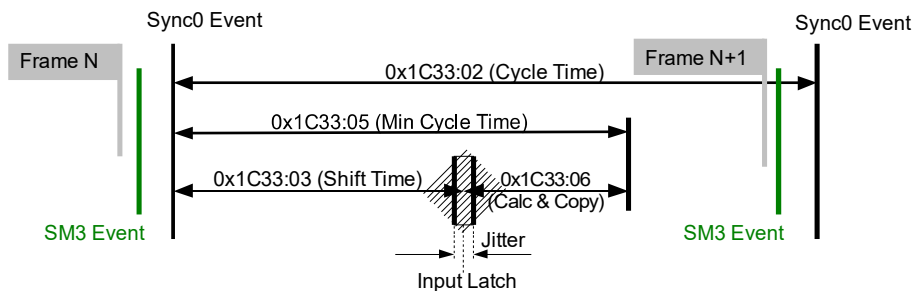 Sync0 Event
Sync0 Event
Frame N
Frame N+1
0x1C33:02 (Cycle Time)
0x1C33:05 (Min Cycle Time)
0x1C33:03 (Shift Time)
0x1C33:06
(Calc & Copy)
SM3 Event
SM3 Event
Jitter
Input Latch